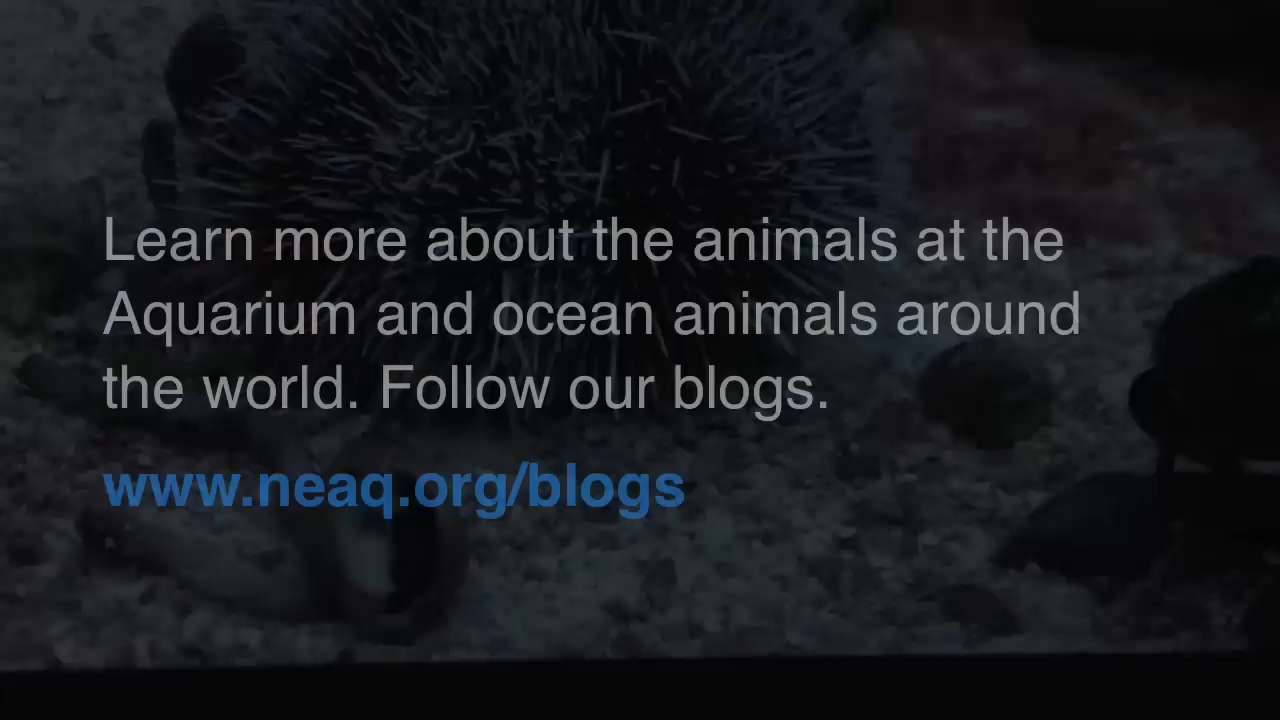 Learn more about the animals at the
Aquarium and ocean animals around
the world. Follow our blogs.
www.neaq.org/blogs